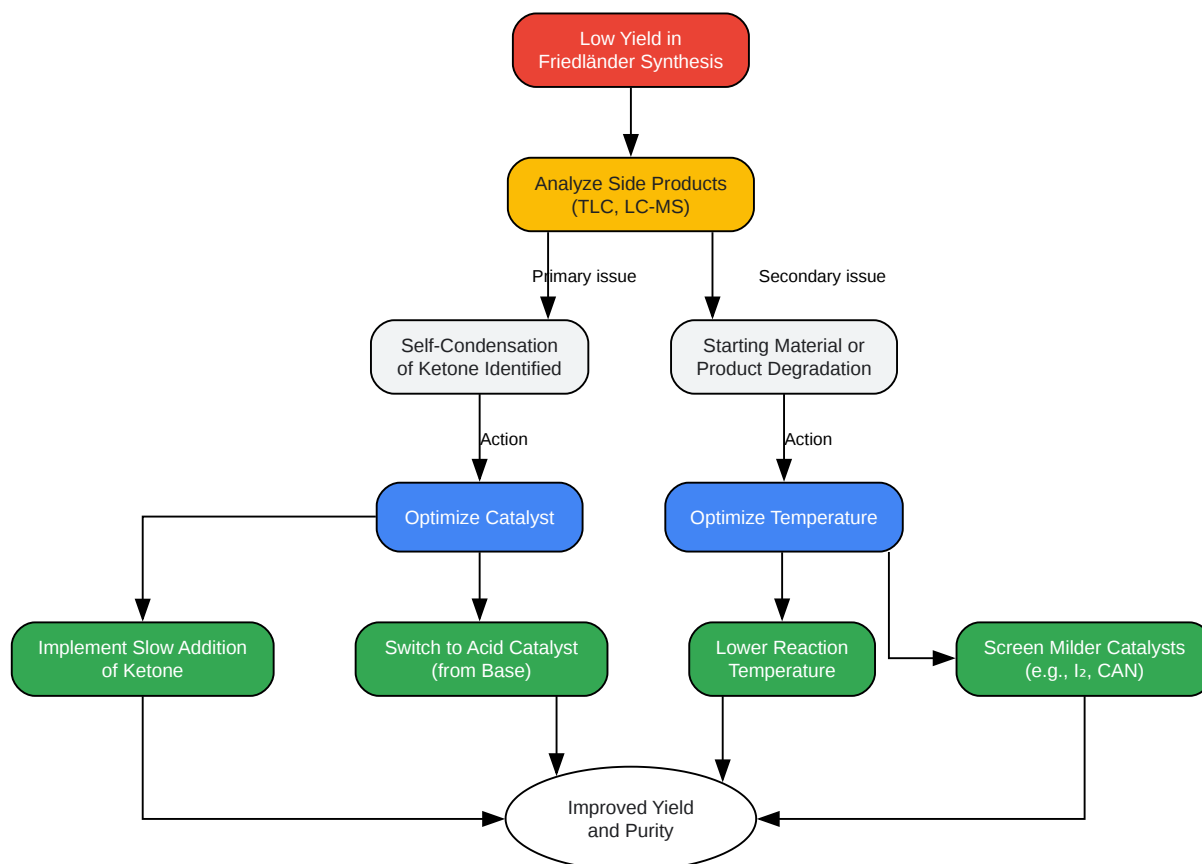 Low Yield in
Friedländer Synthesis
Analyze Side Products
(TLC, LC-MS)
Primary issue
Secondary issue
Self-Condensation
of Ketone Identified
Starting Material or
Product Degradation
Action
Action
Optimize Catalyst
Optimize Temperature
Implement Slow Addition
of Ketone
Switch to Acid Catalyst
(from Base)
Lower Reaction
Temperature
Screen Milder Catalysts
(e.g., I₂, CAN)
Improved Yield
and Purity